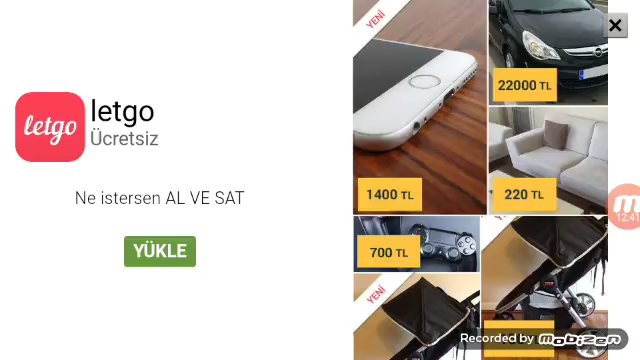 letgo
letgo
Ücretsiz
Ne istersen AL VE SAT
YÜKLE
YENİ
1400 TL
22000 TL
220 TL
700 TL
YENİ
12:41
Recorded by mobizen